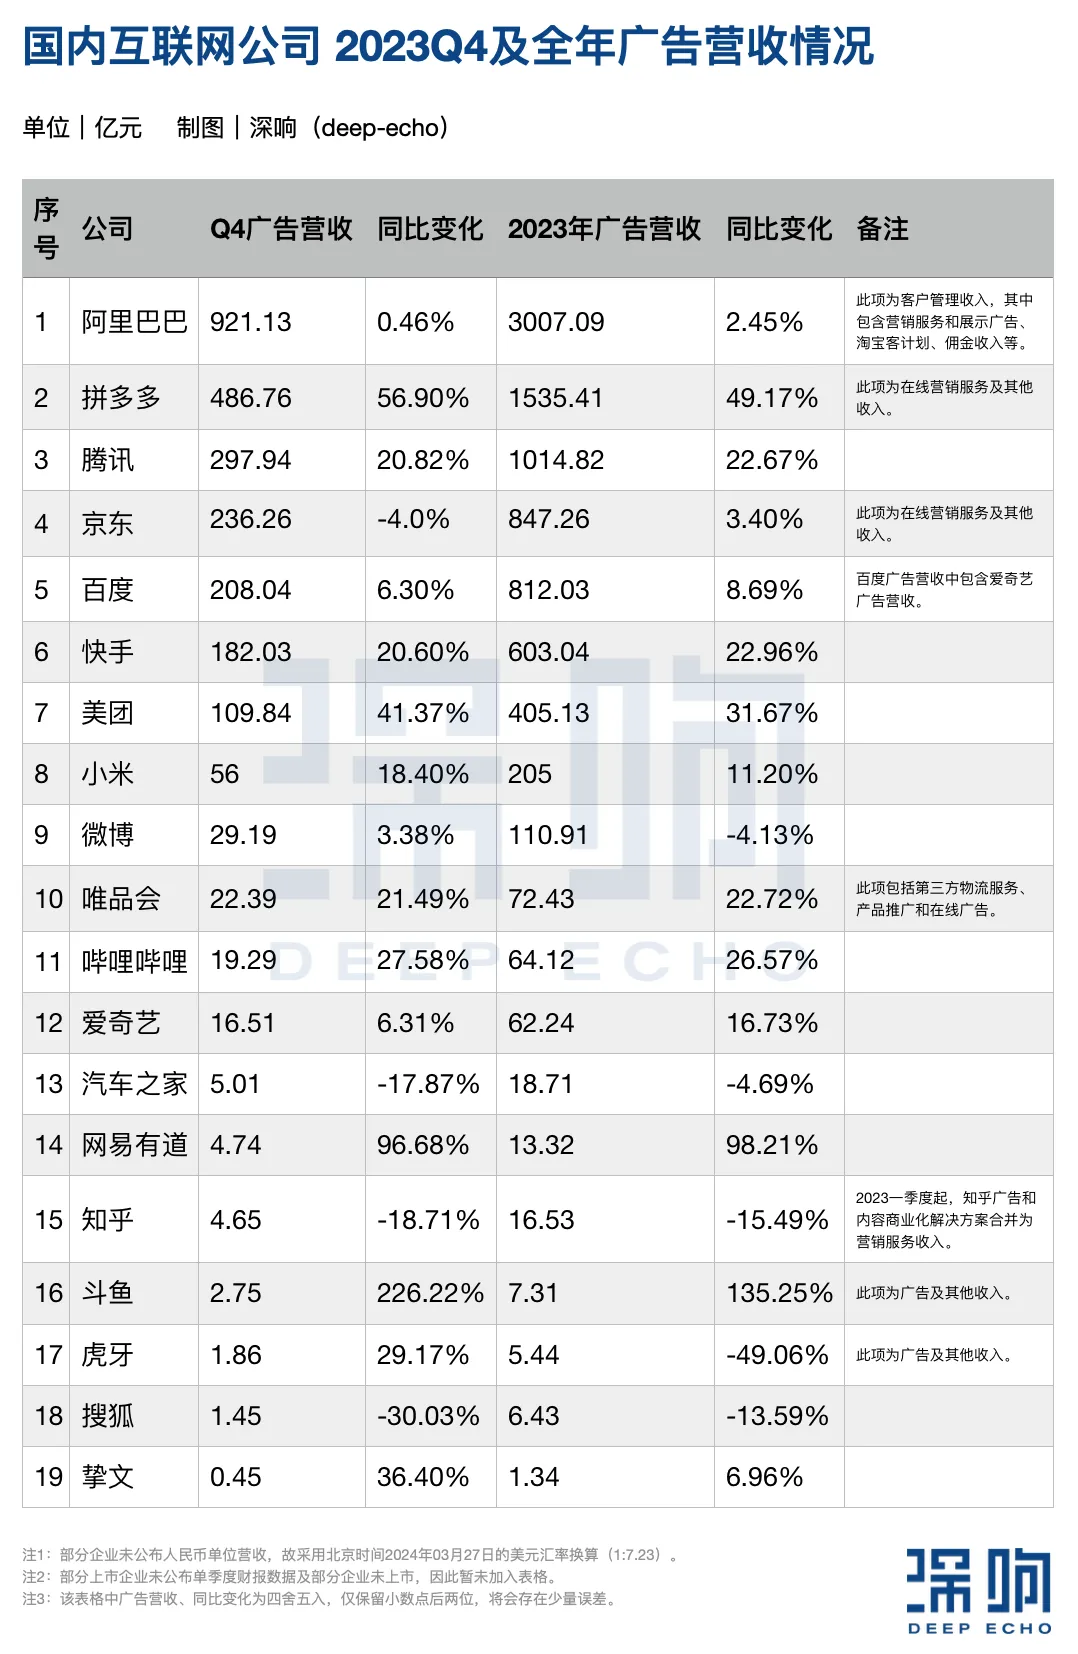 国内互联网公司 2023Q4及全年广告营收情况
单位｜亿元 制图｜深响（deep-echo）
序号 公司 Q4广告营收 同比变化 2023年广告营收 同比变化 备注
1 阿里巴巴 921.13 0.46% 3007.09 2.45% 此项为客户管理收入，其中包含营销服务和展示广告、淘宝客计划、佣金收入等。
2 拼多多 486.76 56.90% 1535.41 49.17% 此项为在线营销服务及其他收入。
3 腾讯 297.94 20.82% 1014.82 22.67%
4 京东 236.26 -4.0% 847.26 3.40% 此项为在线营销服务及其他收入。
5 百度 208.04 6.30% 812.03 8.69% 百度广告营收中包含爱奇艺广告营收。
6 快手 182.03 20.60% 603.04 22.96%
7 美团 109.84 41.37% 405.13 31.67%
8 小米 56 18.40% 205 11.20%
9 微博 29.19 3.38% 110.91 -4.13%
10 唯品会 22.39 21.49% 72.43 22.72% 此项包括第三方物流服务、产品推广和在线广告。
11 哔哩哔哩 19.29 27.58% 64.12 26.57%
12 爱奇艺 16.51 6.31% 62.24 16.73%
13 汽车之家 5.01 -17.87% 18.71 -4.69%
14 网易有道 4.74 96.68% 13.32 98.21%
15 知乎 4.65 -18.71% 16.53 -15.49% 2023一季度起，知乎广告和内容商业化解决方案合并为营销服务收入。
16 斗鱼 2.75 226.22% 7.31 135.25% 此项为广告及其他收入。
17 虎牙 1.86 29.17% 5.44 -49.06% 此项为广告及其他收入。
18 搜狐 1.45 -30.03% 6.43 -13.59%
19 挚文 0.45 36.40% 1.34 6.96%
深响
DEEP ECHO
注1：部分企业未公布人民币单位营收，故采用北京时间2024年03月27日的美元汇率换算（1:7.23）。
注2：部分上市企业未公布单季度财报数据及部分企业未上市，因此暂未加入表格。
注3：该表格中广告营收、同比变化为四舍五入，仅保留小数点后两位，将会存在少量误差。
深响
DEEP ECHO